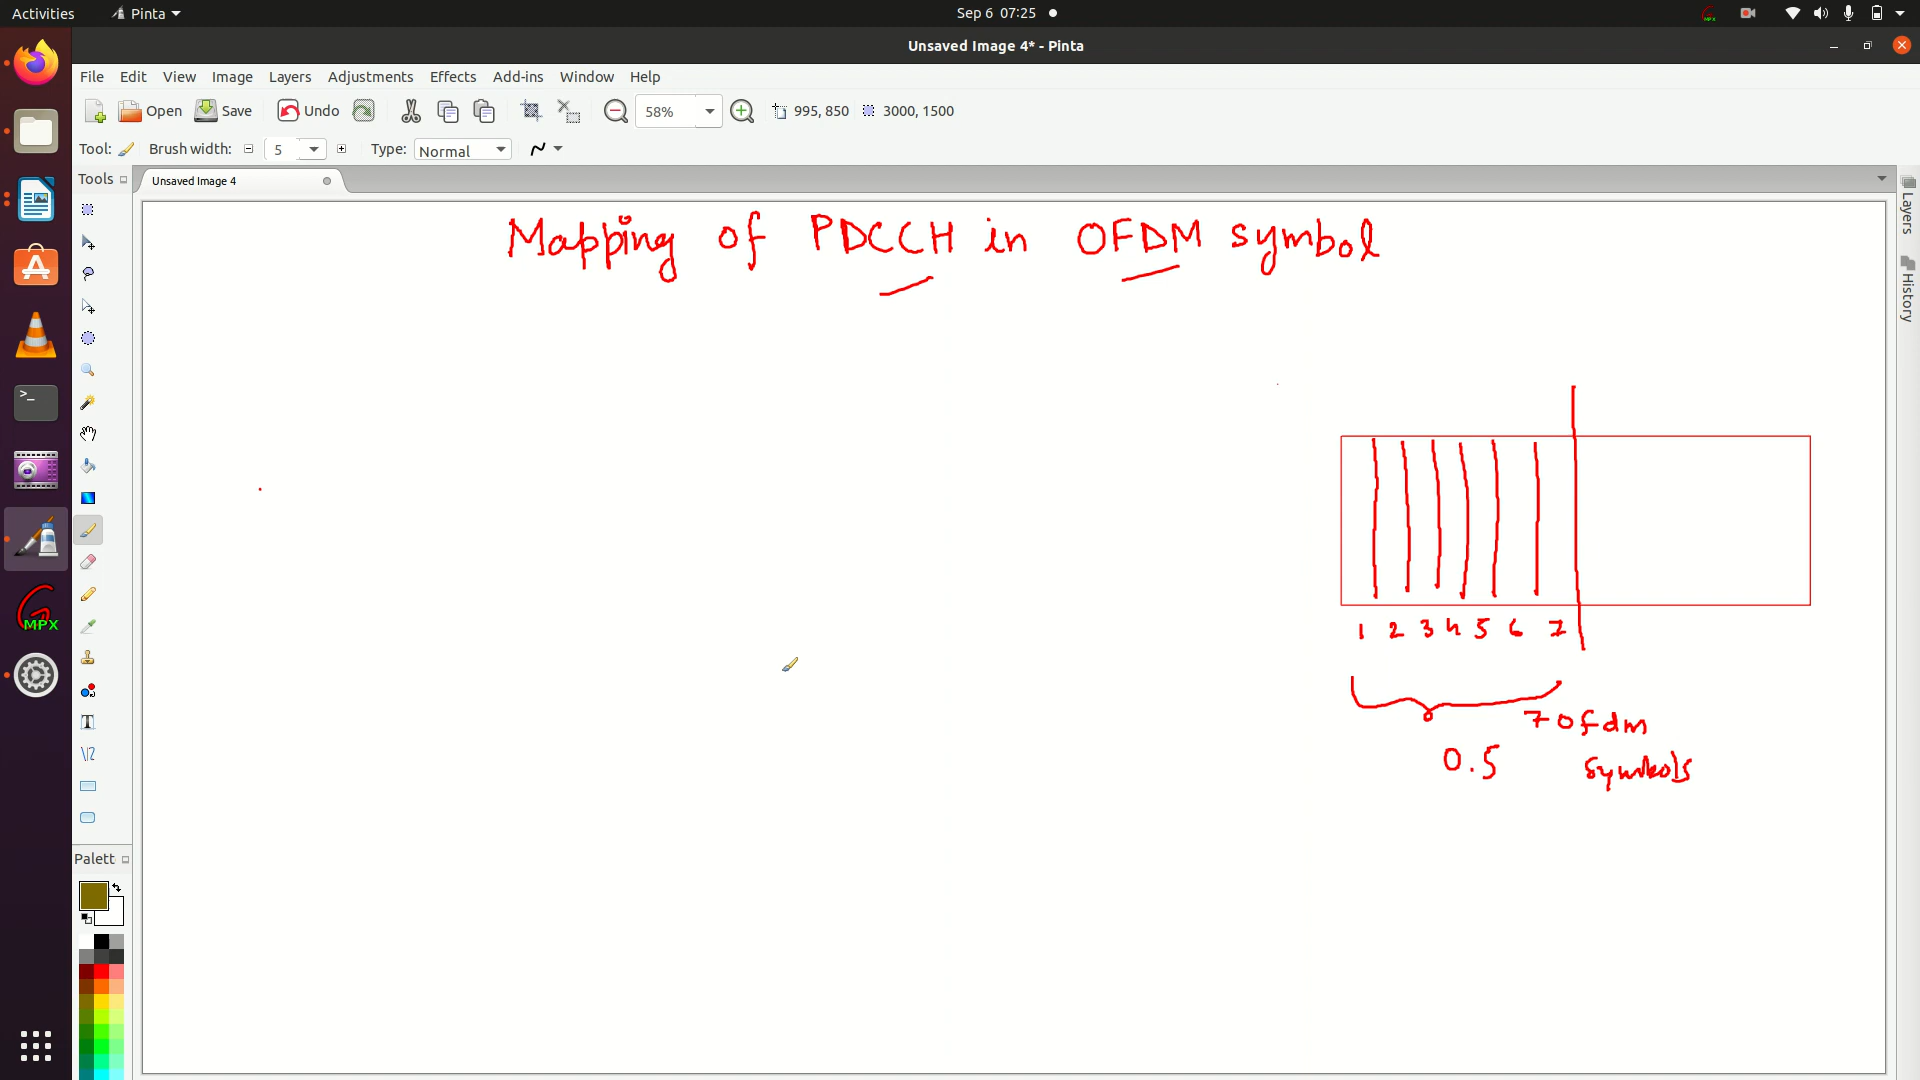 Activities Pinta Sep 6 07:25
Unsaved Image 4* - Pinta
File Edit View Image Layers Adjustments Effects Add-ins Window Help
Open Save Undo 58% 995, 850 3000, 1500
Tool: Brush width: 5 Type: Normal
Tools Unsaved Image 4
Layers
History
Mapping of PDCCH in OFDM symbol
1 2 3 4 5 6 7
7 ofdm
0.5 symbols
Palett
MPX